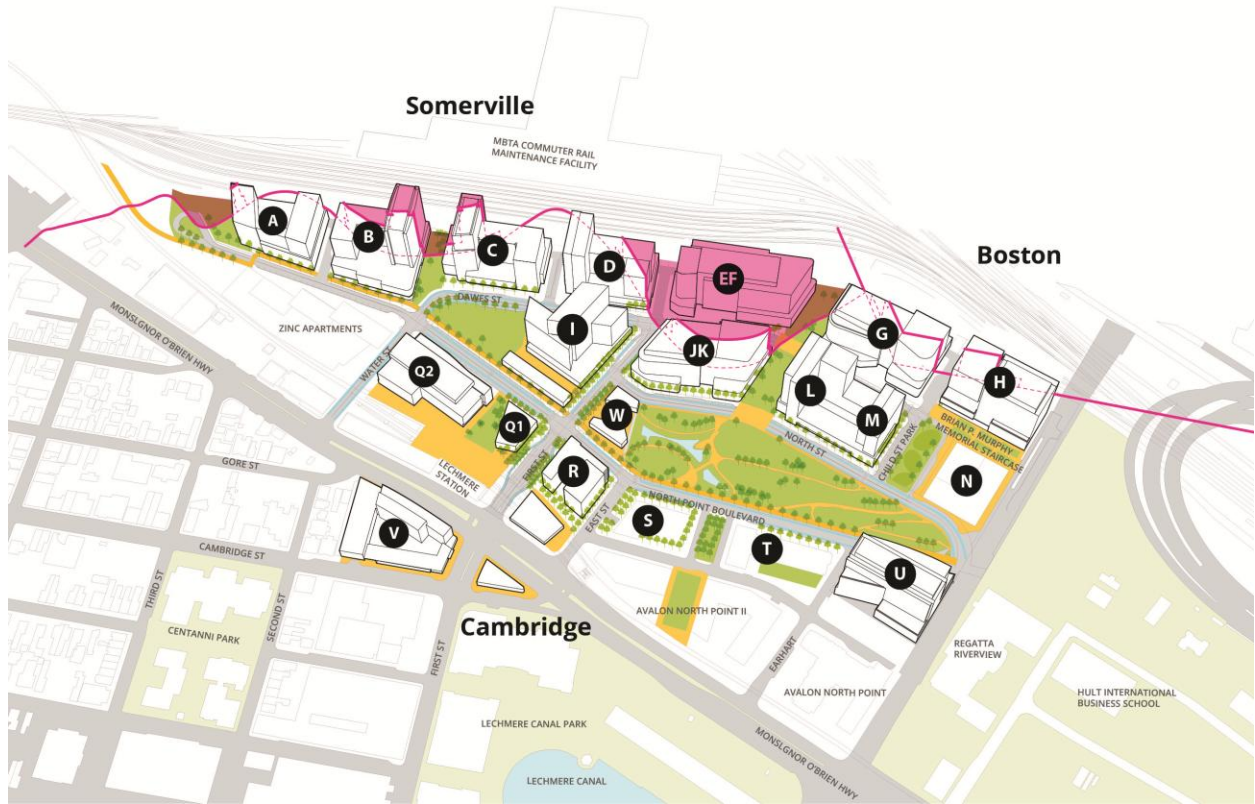 Somerville
MBTA COMMUTER RAIL
MAINTENANCE FACILITY
Boston
A
B
C
D
EF
G
H
DAWES ST
MONSLGNOR O'BRIEN HWY
ZINC APARTMENTS
I
JK
WATER ST
Q2
L
M
W
Q1
BRIAN P. MURPHY
MEMORIAL STAIRCASE
NORTH ST
CHILD ST PARK
N
GORE ST
LECHMERE
STATION
FIRST ST
R
EAST ST
S
NORTH POINT BOULEVARD
T
U
V
CAMBRIDGE ST
THIRD ST
SECOND ST
CENTANNI PARK
Cambridge
FIRST ST
AVALON NORTH POINT II
EARHART
REGATTA
RIVERVIEW
AVALON NORTH POINT
HULT INTERNATIONAL
BUSINESS SCHOOL
LECHMERE CANAL PARK
LECHMERE CANAL
MONSLGNOR O'BRIEN HWY